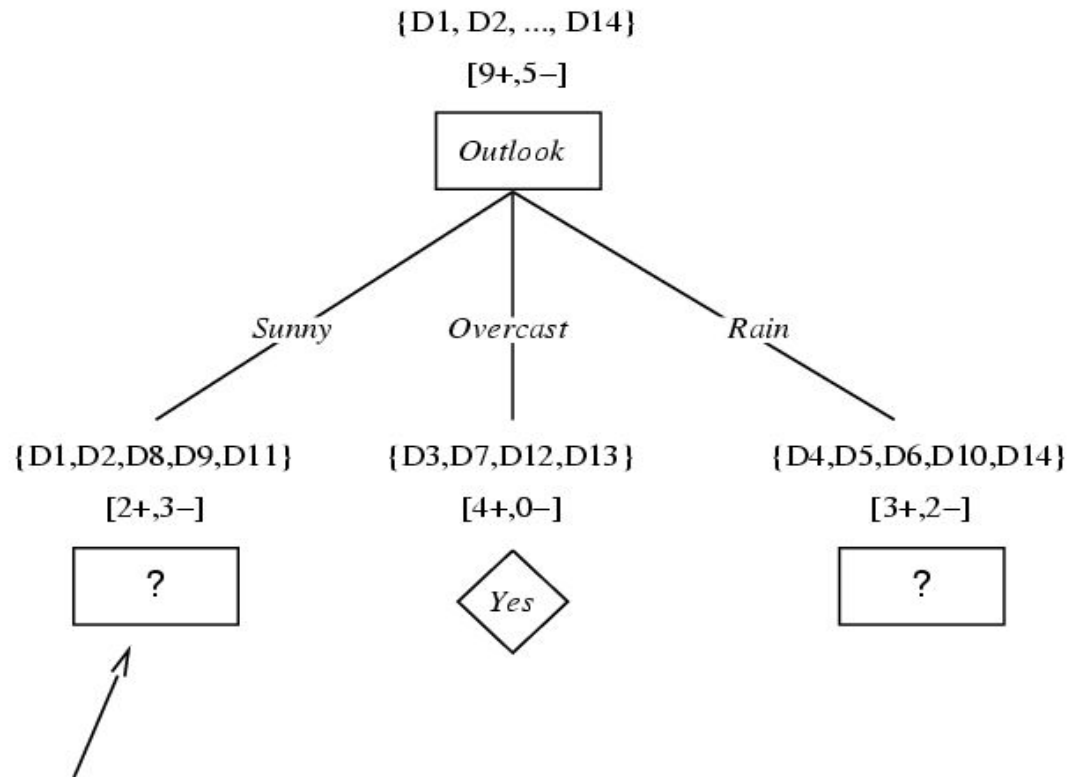 {D1, D2, ..., D14}
[9+,5−]
Outlook
Sunny
Overcast
Rain
{D1,D2,D8,D9,D11}
{D3,D7,D12,D13}
{D4,D5,D6,D10,D14}
[2+,3−]
[4+,0−]
[3+,2−]
?
Yes
?